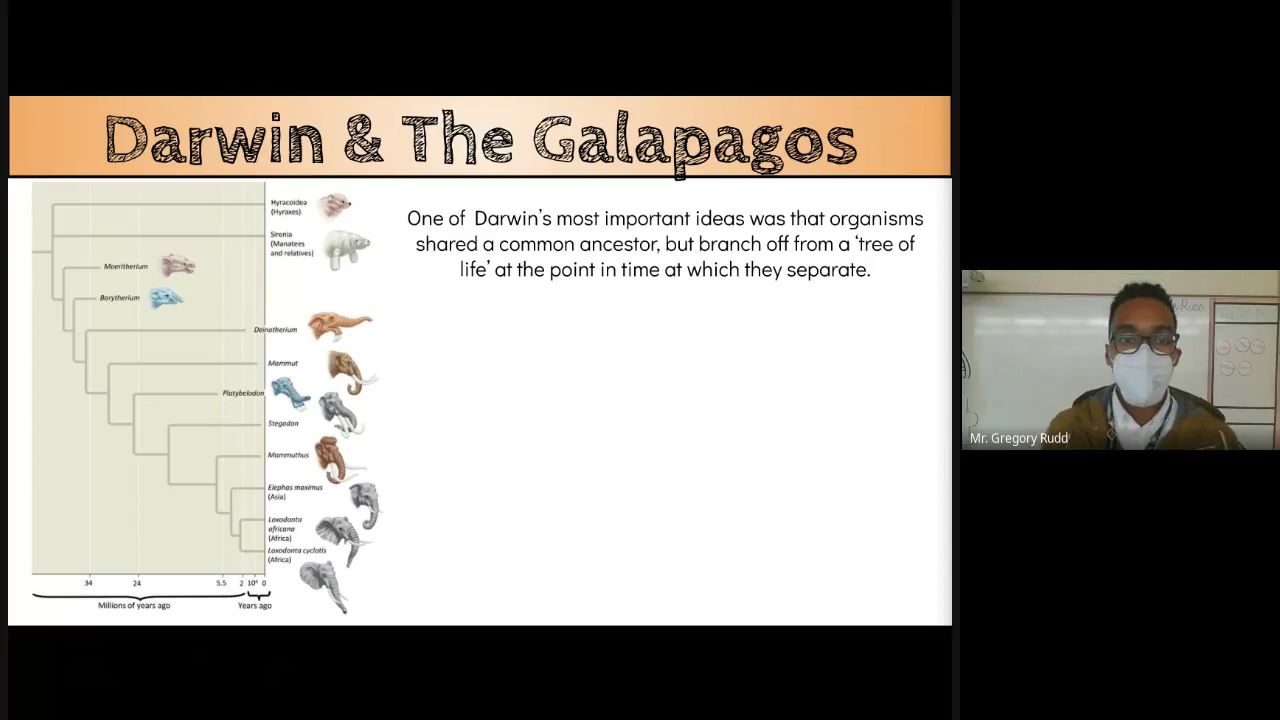 Darwin & The Galapagos
Hyracoidea
(Hyraxes)
Sirenia
(Manatees
and relatives)
Moeritherium
Barytherium
Deinotherium
Mammut
Platybelodon
Stegodon
Mammuthus
Elephas maximus
(Asia)
Loxodonta
africana
(Africa)
Loxodonta cyclotis
(Africa)
34 24 5.5 2 10⁴ 0
Millions of years ago Years ago
One of Darwin's most important ideas was that organisms
shared a common ancestor, but branch off from a 'tree of
life' at the point in time at which they separate.
Rudd
Mr. Gregory Rudd